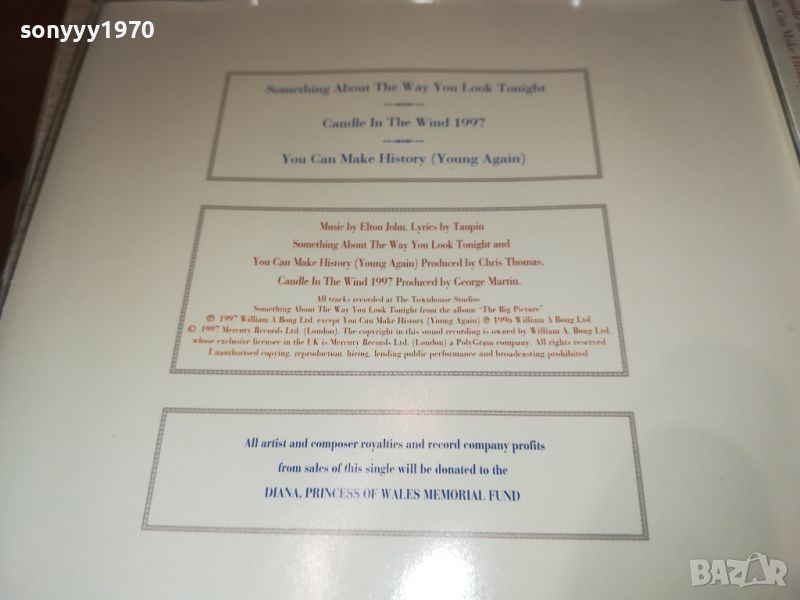 sonyyy1970
Something About The Way You Look Tonight
Candle In The Wind 1997
You Can Make History (Young Again)
Music by Elton John. Lyrics by Taupin
Something About The Way You Look Tonight and
You Can Make History (Young Again) Produced by Chris Thomas.
Candle In The Wind 1997 Produced by George Martin.
All tracks recorded at The Townhouse Studios
Something About The Way You Look Tonight from the album "The Big Picture"
℗ 1997 William A Bong Ltd. except You Can Make History (Young Again) ℗ 1996 William A Bong Ltd.
© 1997 Mercury Records Ltd. (London). The copyright in this sound recording is owned by William A. Bong Ltd.
whose exclusive licensee in the UK is Mercury Records Ltd. (London) a PolyGram company. All rights reserved
Unauthorised copying, reproduction, hiring, lending public performance and broadcasting prohibited
All artist and composer royalties and record company profits
from sales of this single will be donated to the
DIANA, PRINCESS OF WALES MEMORIAL FUND
You Can Make History
BAZAR